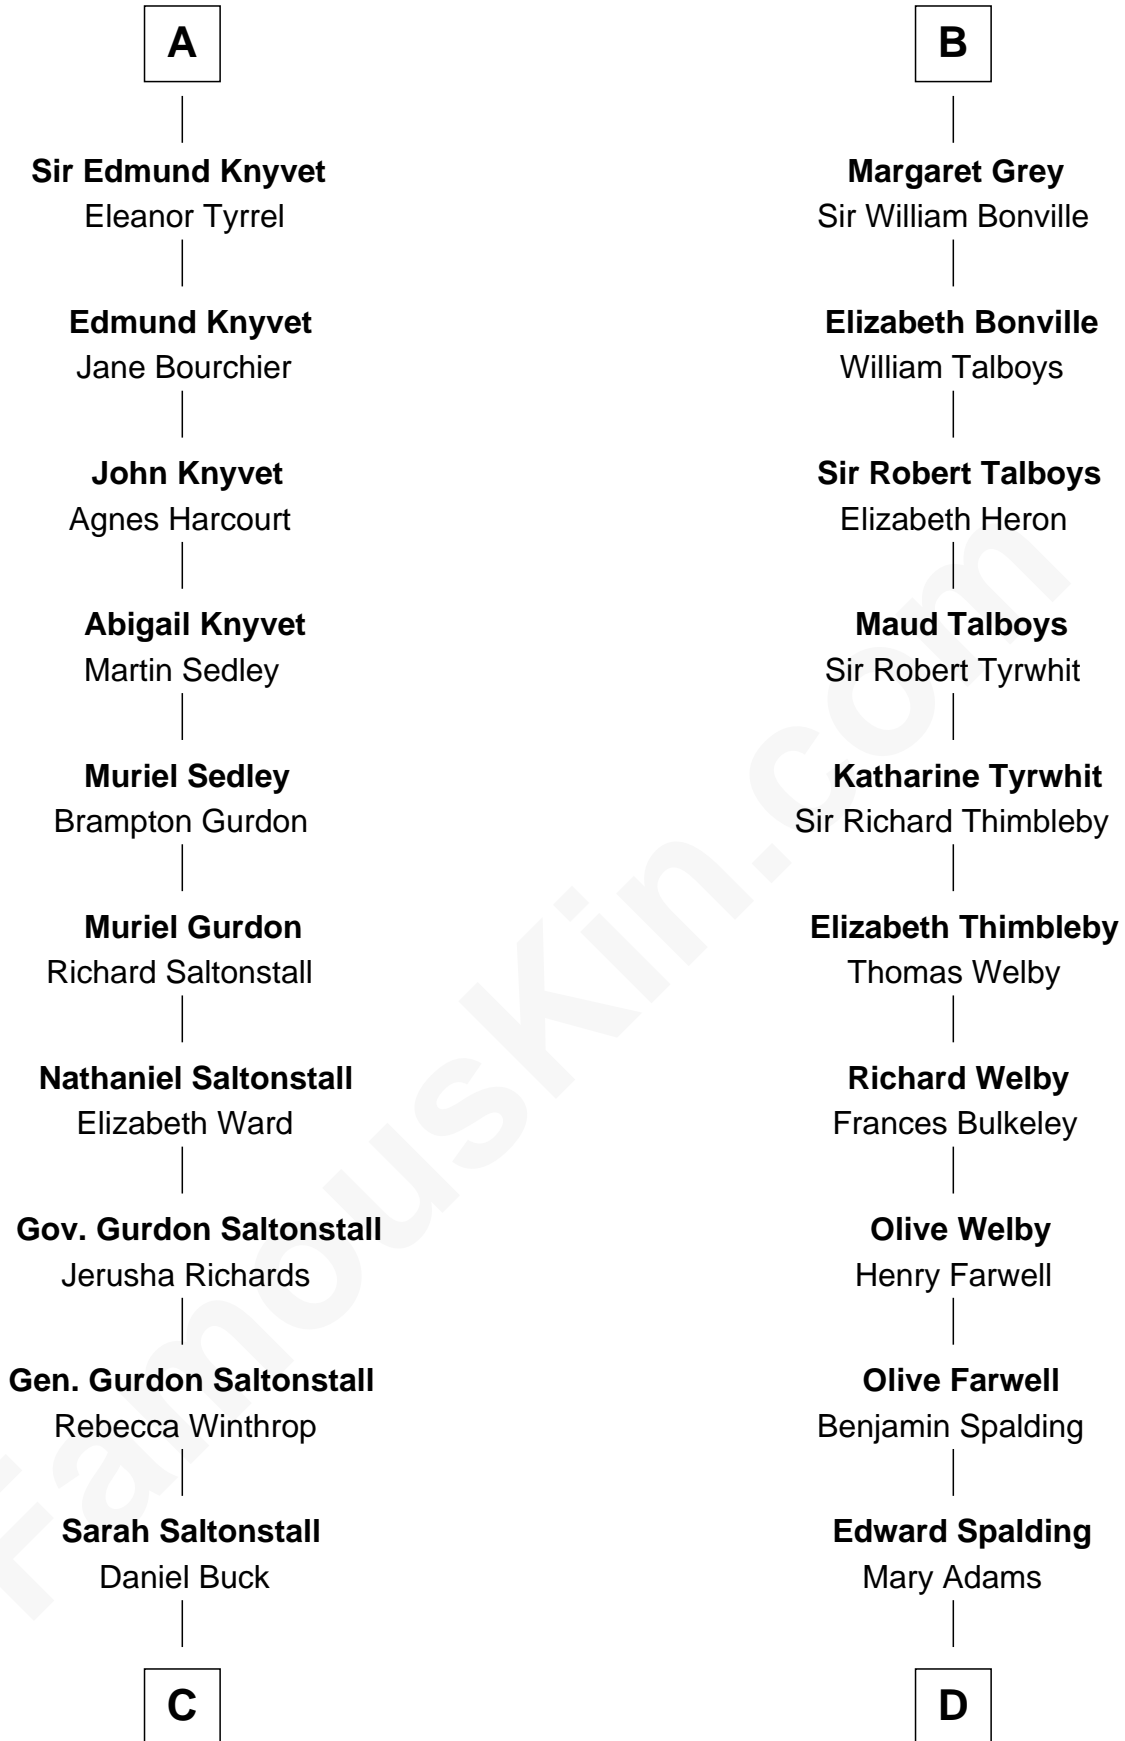 A
Sir Edmund Knyvet
Eleanor Tyrrel
Edmund Knyvet
Jane Bourchier
John Knyvet
Agnes Harcourt
Abigail Knyvet
Martin Sedley
Muriel Sedley
Brampton Gurdon
Muriel Gurdon
Richard Saltonstall
Nathaniel Saltonstall
Elizabeth Ward
Gov. Gurdon Saltonstall
Jerusha Richards
Gen. Gurdon Saltonstall
Rebecca Winthrop
Sarah Saltonstall
Daniel Buck
C
B
Margaret Grey
Sir William Bonville
Elizabeth Bonville
William Talboys
Sir Robert Talboys
Elizabeth Heron
Maud Talboys
Sir Robert Tyrwhit
Katharine Tyrwhit
Sir Richard Thimbleby
Elizabeth Thimbleby
Thomas Welby
Richard Welby
Frances Bulkeley
Olive Welby
Henry Farwell
Olive Farwell
Benjamin Spalding
Edward Spalding
Mary Adams
D
FamousKin.com